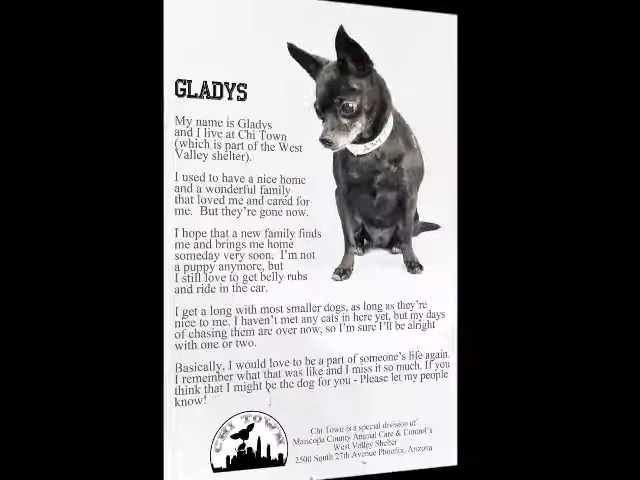 GLADYS
My name is Gladys
and I live at Chi Town
(which is part of the West
Valley shelter).
I used to have a nice home
and a wonderful family
that loved me and cared for
me. But they're gone now.
I hope that a new family finds
me and brings me home
someday very soon. I'm not
a puppy anymore, but
I still love to get belly rubs
and ride in the car.
I get a long with most smaller dogs, as long as they're
nice to me. I haven't met any cats in here yet, but my days
of chasing them are over now, so I'm sure I'll be alright
with one or two.
Basically, I would love to be a part of someone's life again.
I remember what that was like and I miss it so much. If you
think that I might be the dog for you - Please let my people
know!
CHI TOWN
Chi Town is a special division of
Maricopa County Animal Care & Control's
West Valley Shelter
2500 South 27th Avenue Phoenix, Arizona